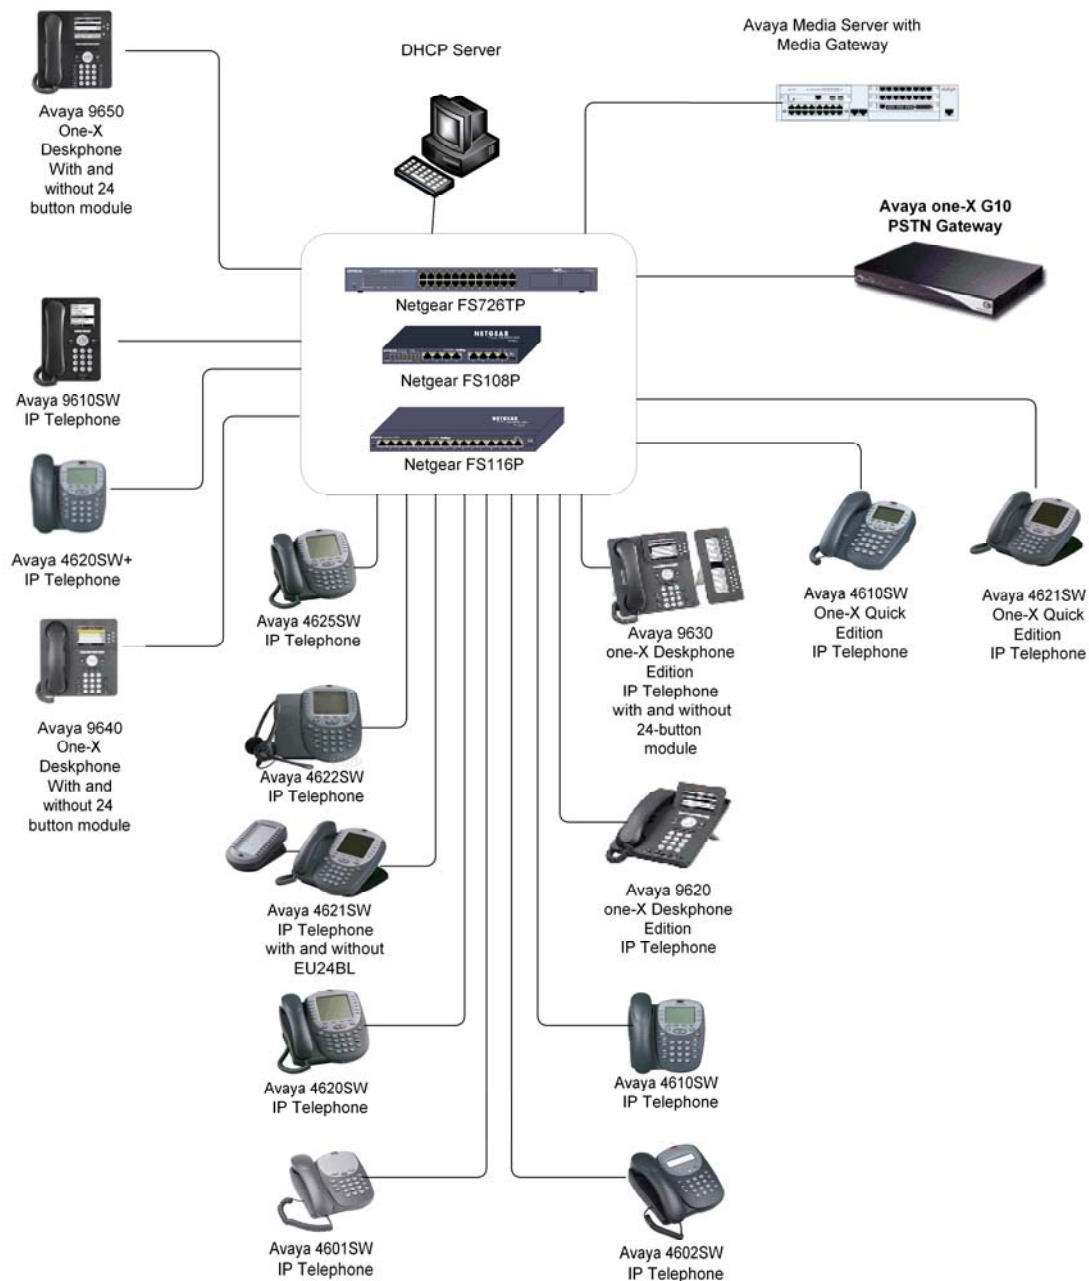 Avaya Media Server with
Media Gateway
DHCP Server
Avaya 9650
One-X
Deskphone
With and
without 24
button module
Avaya one-X G10
PSTN Gateway
Netgear FS726TP
NETGEAR
Netgear FS108P
NETGEAR
Netgear FS116P
Avaya 9610SW
IP Telephone
Avaya 4620SW+
IP Telephone
Avaya 9640
One-X
Deskphone
With and
without 24
button module
Avaya 4625SW
IP Telephone
Avaya 4622SW
IP Telephone
Avaya 4621SW
IP Telephone
with and without
EU24BL
Avaya 4620SW
IP Telephone
Avaya 4601SW
IP Telephone
Avaya 9630
one-X Deskphone
Edition
IP Telephone
with and without
24-button
module
Avaya 4610SW
One-X Quick
Edition
IP Telephone
Avaya 4621SW
One-X Quick
Edition
IP Telephone
Avaya 9620
one-X Deskphone
Edition
IP Telephone
Avaya 4610SW
IP Telephone
Avaya 4602SW
IP Telephone